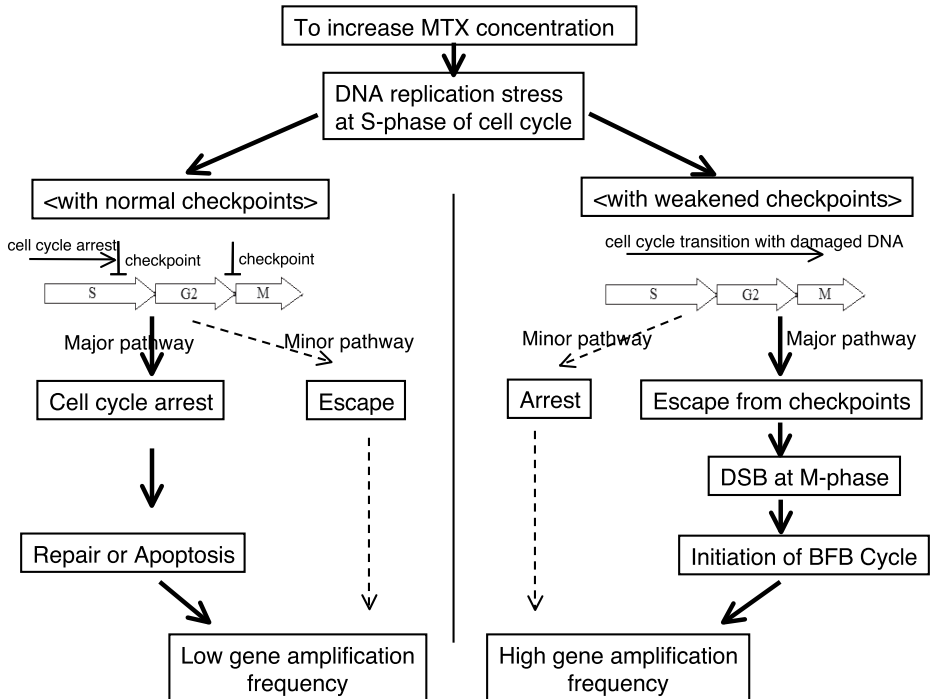 To increase MTX concentration
DNA replication stress
at S-phase of cell cycle
<with normal checkpoints>
cell cycle arrest
checkpoint
checkpoint
S
G2
M
Major pathway
Minor pathway
Cell cycle arrest
Escape
Repair or Apoptosis
Low gene amplification
frequency
<with weakened checkpoints>
cell cycle transition with damaged DNA
S
G2
M
Minor pathway
Major pathway
Arrest
Escape from checkpoints
DSB at M-phase
Initiation of BFB Cycle
High gene amplification
frequency